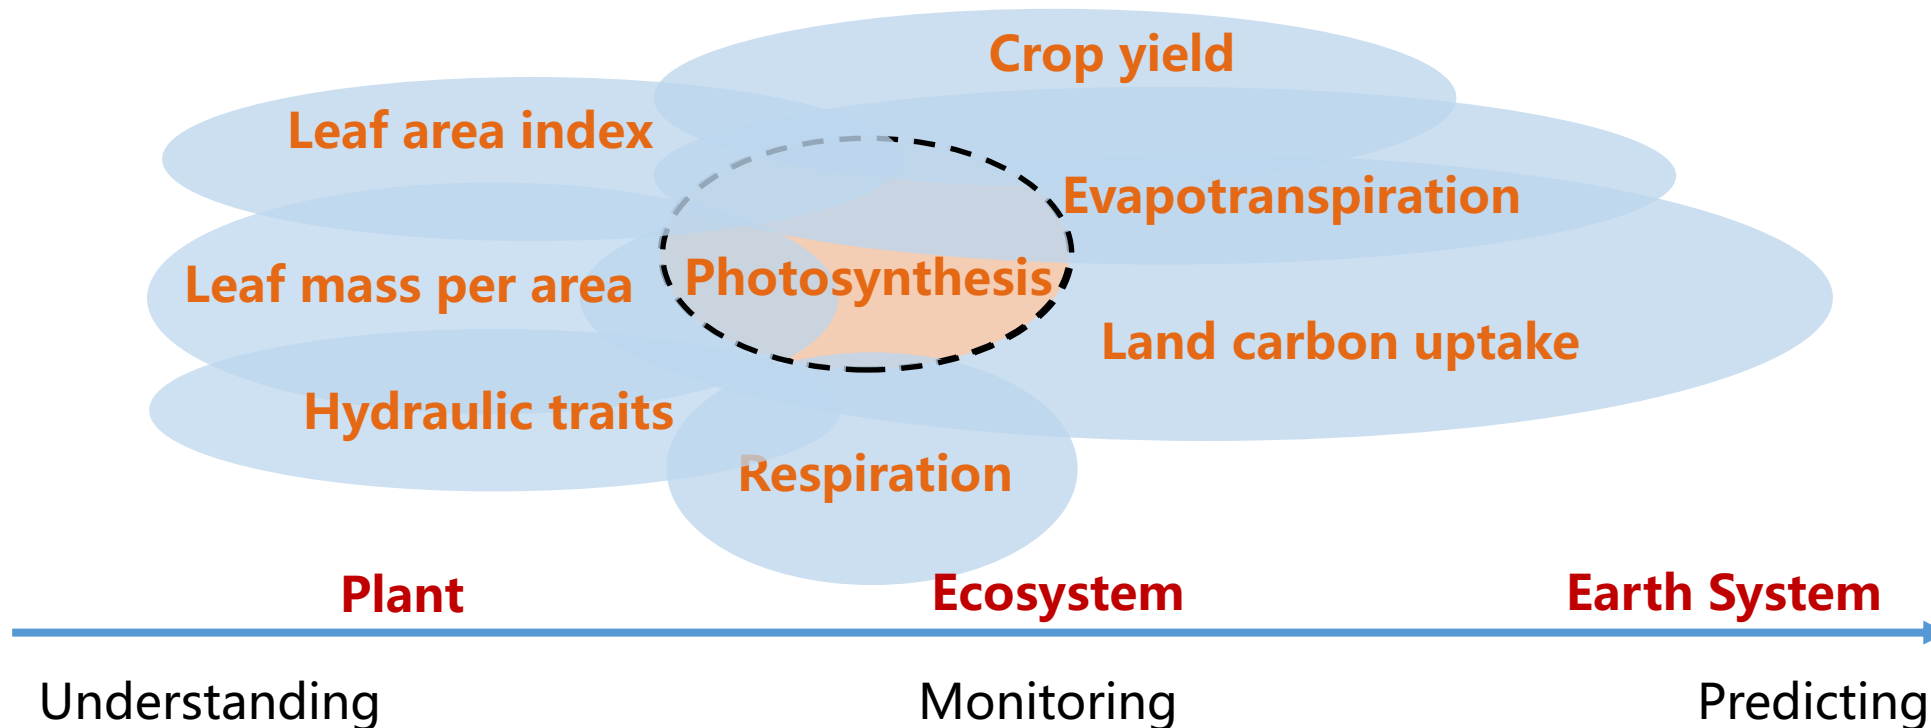 Crop yield
Leaf area index
Evapotranspiration
Leaf mass per area
Photosynthesis
Land carbon uptake
Hydraulic traits
Respiration
Plant
Ecosystem
Earth System
Understanding
Monitoring
Predicting